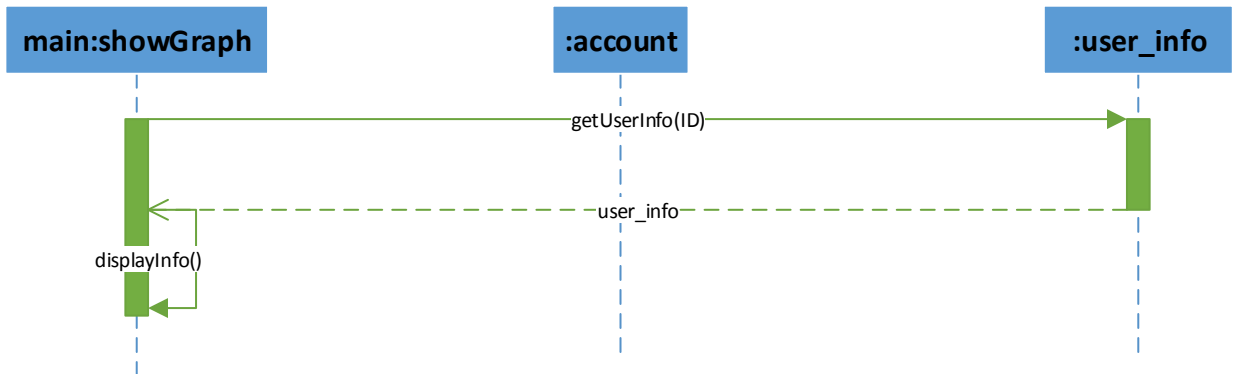 main:showGraph
:account
:user_info
getUserInfo(ID)
user_info
displayInfo()